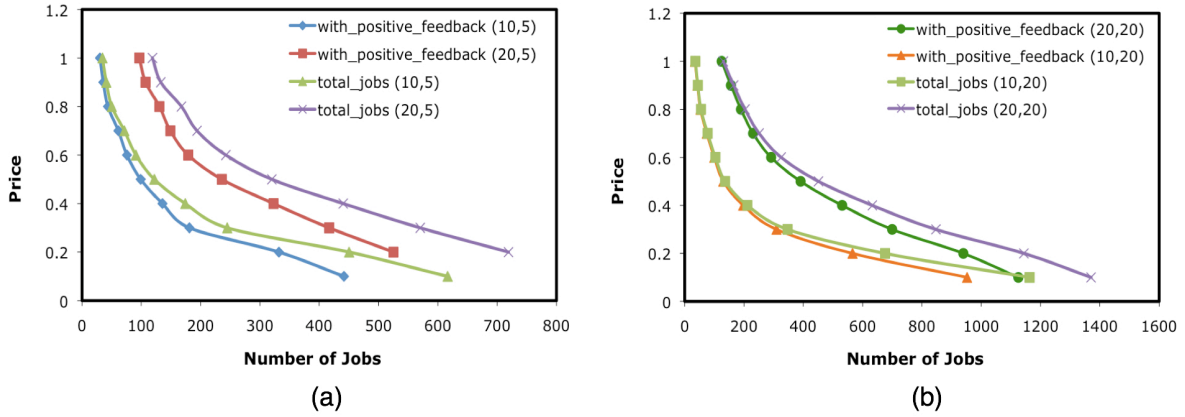 1.2
1
0.8
0.6
0.4
0.2
0
Price
0 100 200 300 400 500 600 700 800
Number of Jobs
with_positive_feedback (10,5)
with_positive_feedback (20,5)
total_jobs (10,5)
total_jobs (20,5)
(a)
1.2
1
0.8
0.6
0.4
0.2
0
Price
0 200 400 600 800 1000 1200 1400 1600
Number of Jobs
with_positive_feedback (20,20)
with_positive_feedback (10,20)
total_jobs (10,20)
total_jobs (20,20)
(b)